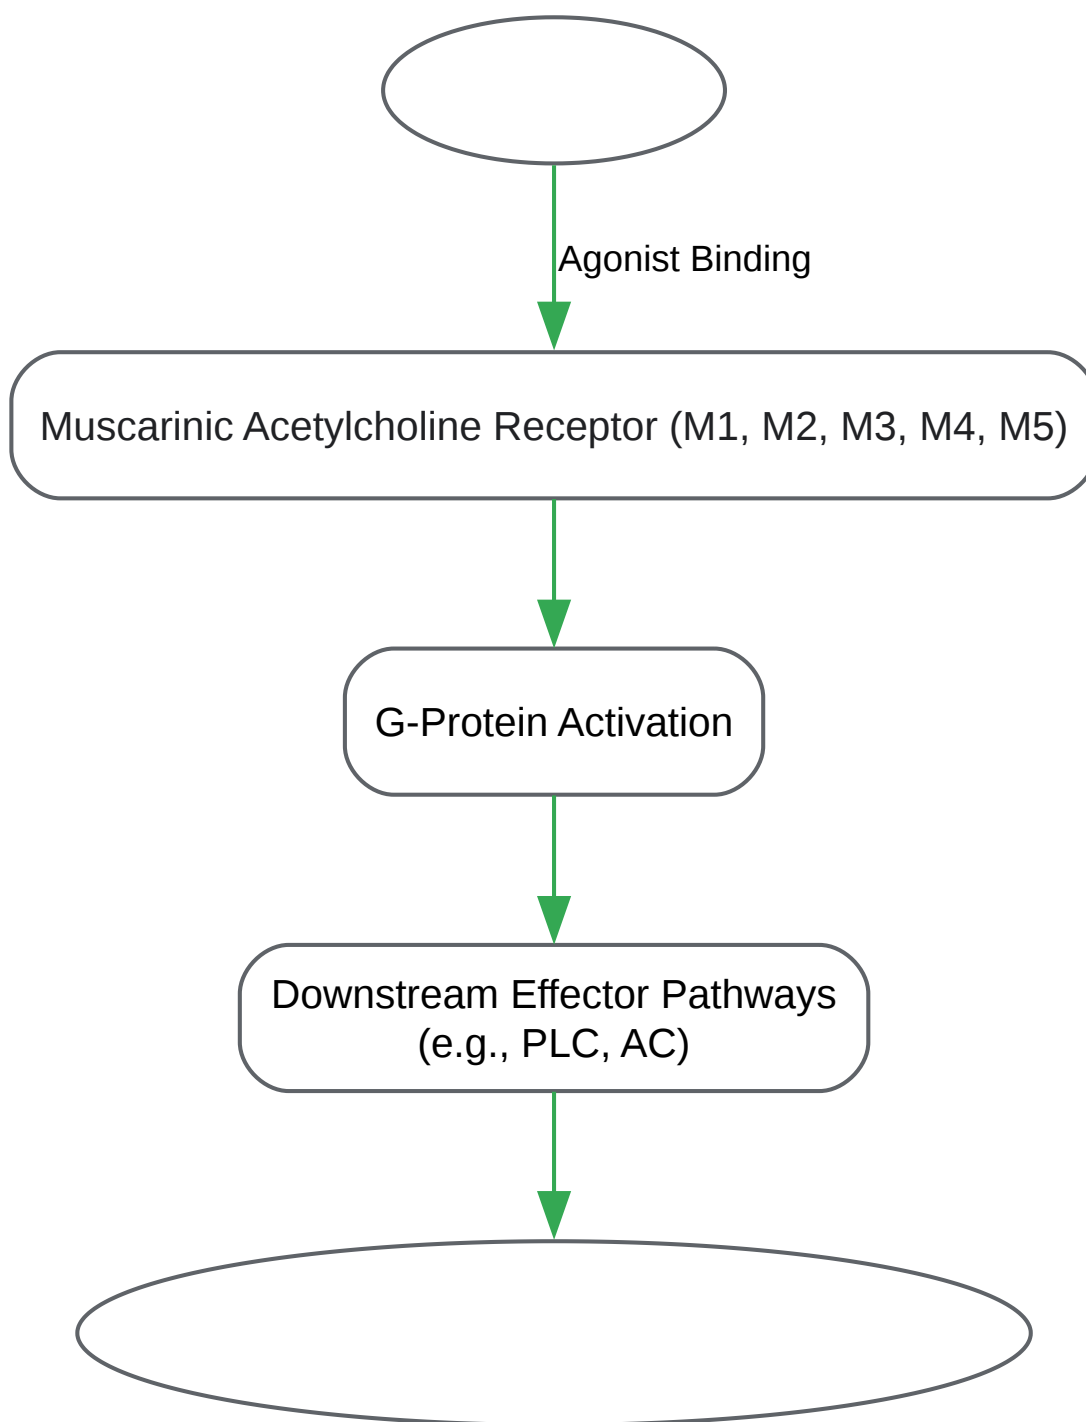 Agonist Binding
Muscarinic Acetylcholine Receptor (M1, M2, M3, M4, M5)
G-Protein Activation
Downstream Effector Pathways
(e.g., PLC, AC)